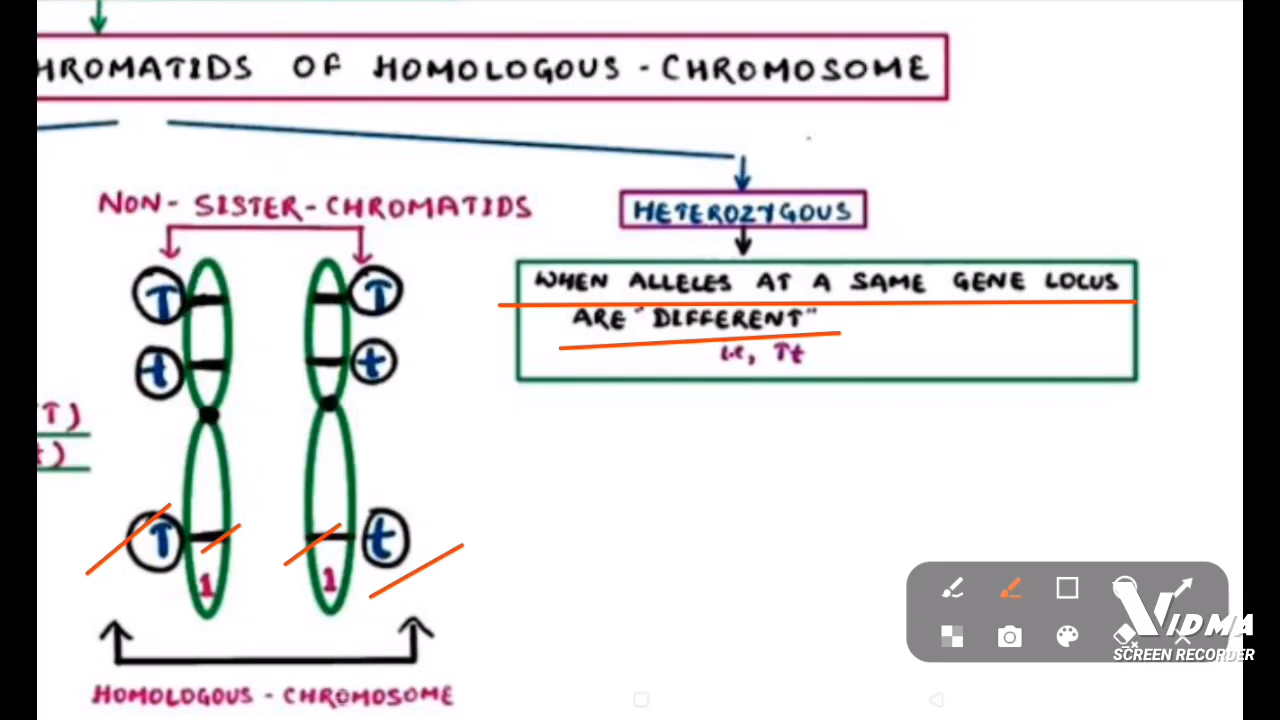 HROMATIDS OF HOMOLOGOUS - CHROMOSOME
NON - SISTER - CHROMATIDS
HETEROZYGOUS
WHEN ALLELES AT A SAME GENE LOCUS
ARE "DIFFERENT"
i.e, Tt
T T
t t
T)
t)
T t
1 1
HOMOLOGOUS - CHROMOSOME
VIDMA
SCREEN RECORDER